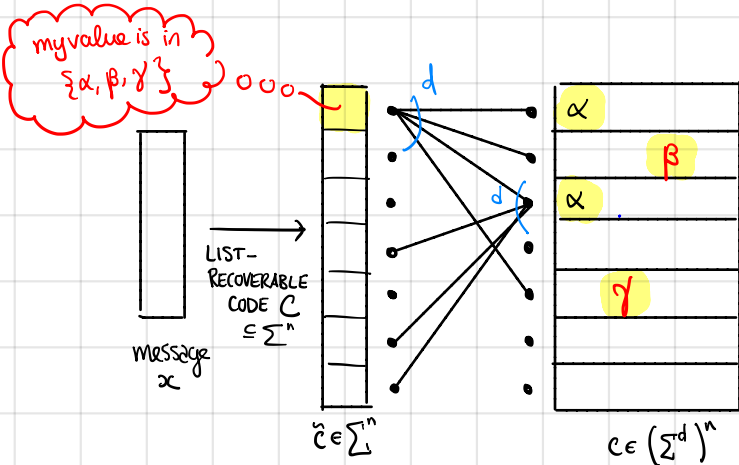 my value is in
{α, β, γ}
d
α
β
d
α
LIST-
RECOVERABLE
CODE C
⊆ Σⁿ
γ
message
x
c̃ ∈ Σⁿ
C ∈ (Σᵈ)ⁿ